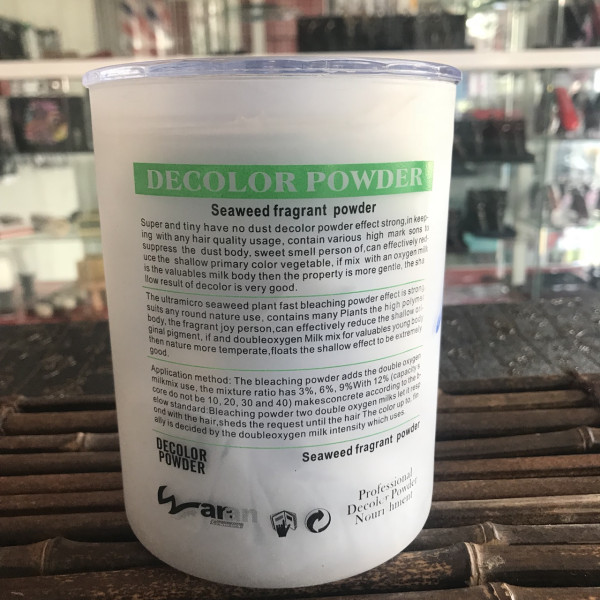 DECOLOR POWDER
Seaweed fragrant powder
Super and tiny have no dust decolor powder effect strong,in keep-
ing with any hair quality usage, contain various high mark sons to
suppress the dust body, sweet smell person of,can effectively red-
uce the shallow primary color vegetable, if mix with an oxygen milk
is the valuables milk body then the property is more gentle, the sha
llow result of decolor is very good.
The ultramicro seaweed plant fast bleaching powder effect is strong,
suits any round nature use, contains many Plants the high polymer
body, the fragrant joy person,can effectively reduce the shallow ori-
ginal pigment, if and doubleoxygen Milk mix for valuables young body
then nature more temperate,floats the shallow effect to be extremely
good.
Application method: The bleaching powder adds the double oxygen
milkmix use, the mixture ratio has 3%, 6%, 9%With 12% (capacity s
core do not be 10, 20, 30 and 40) makesconcrete according to the b-
elow standard:Bleaching powder two double oxygen milks let it resp
ond with the hair,sheds the request until the hair The color up to, fin
ally is decided by the doubleoxygen milk intensity which uses.
DECOLOR
POWDER
Seaweed fragrant powder
aran
Professional
Decolor Powder
Nourishment